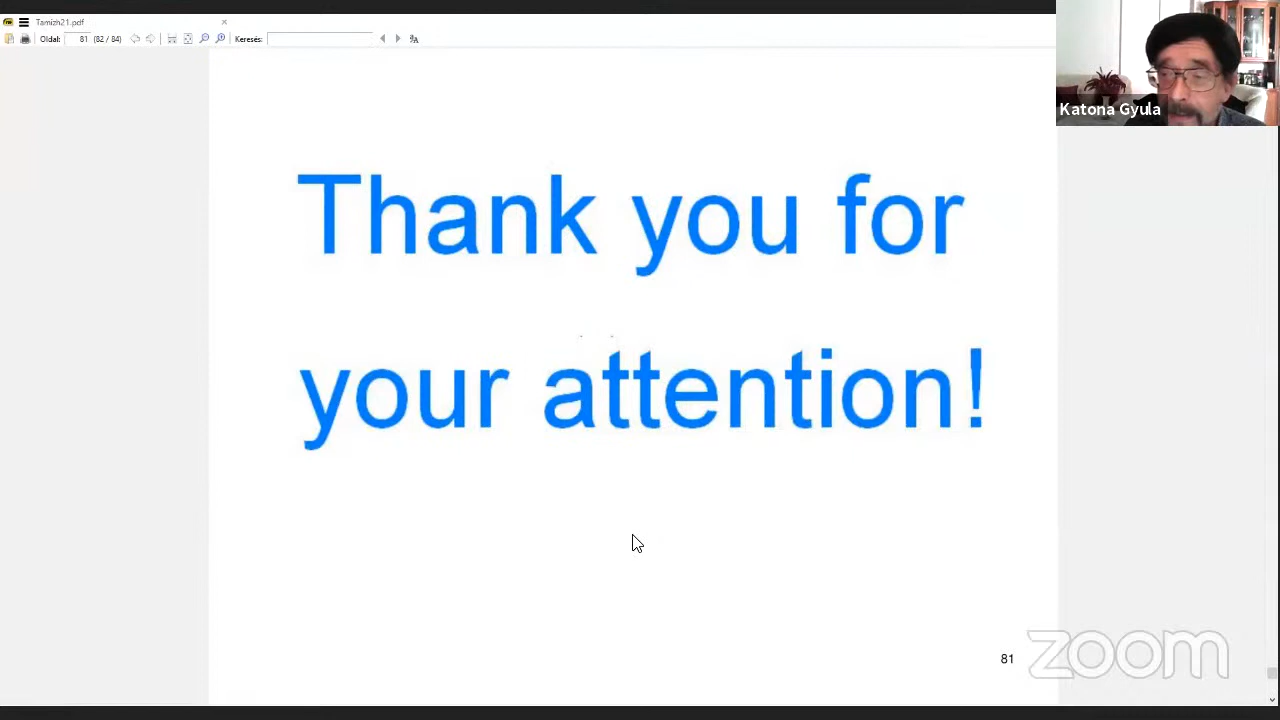 Tamizh21.pdf
Oldal: 81 (82 / 84) Keresés:
Katona Gyula
Thank you for
your attention!
81
zoom